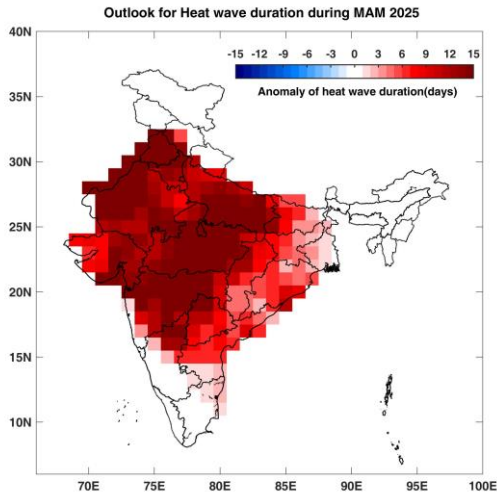 Outlook for Heat wave duration during MAM 2025
40N
-15 -12 -9 -6 -3 0 3 6 9 12 15
Anomaly of heat wave duration(days)
35N
30N
25N
20N
15N
10N
70E 75E 80E 85E 90E 95E 100E